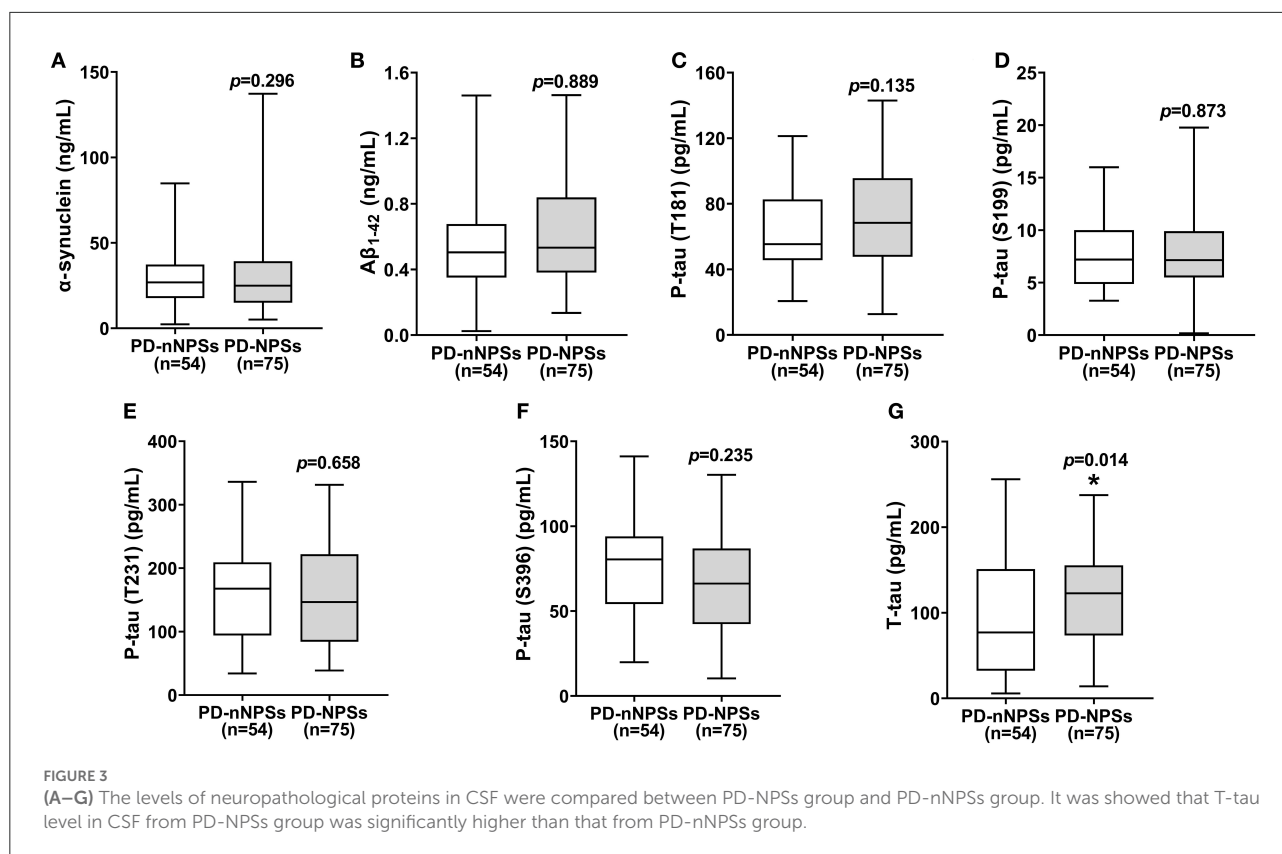 A
α-synuclein (ng/mL)
150
100
50
0
p=0.296
PD-nNPSs
(n=54)
PD-NPSs
(n=75)
B
Aβ1-42 (ng/mL)
1.6
1.2
0.8
0.4
0.0
p=0.889
PD-nNPSs
(n=54)
PD-NPSs
(n=75)
C
P-tau (T181) (pg/mL)
160
120
80
40
0
p=0.135
PD-nNPSs
(n=54)
PD-NPSs
(n=75)
D
P-tau (S199) (pg/mL)
25
20
15
10
5
0
p=0.873
PD-nNPSs
(n=54)
PD-NPSs
(n=75)
E
P-tau (T231) (pg/mL)
400
300
200
100
0
p=0.658
PD-nNPSs
(n=54)
PD-NPSs
(n=75)
F
P-tau (S396) (pg/mL)
150
100
50
0
p=0.235
PD-nNPSs
(n=54)
PD-NPSs
(n=75)
G
T-tau (pg/mL)
300
200
100
0
p=0.014
*
PD-nNPSs
(n=54)
PD-NPSs
(n=75)
FIGURE 3
(A–G) The levels of neuropathological proteins in CSF were compared between PD-NPSs group and PD-nNPSs group. It was showed that T-tau
level in CSF from PD-NPSs group was significantly higher than that from PD-nNPSs group.